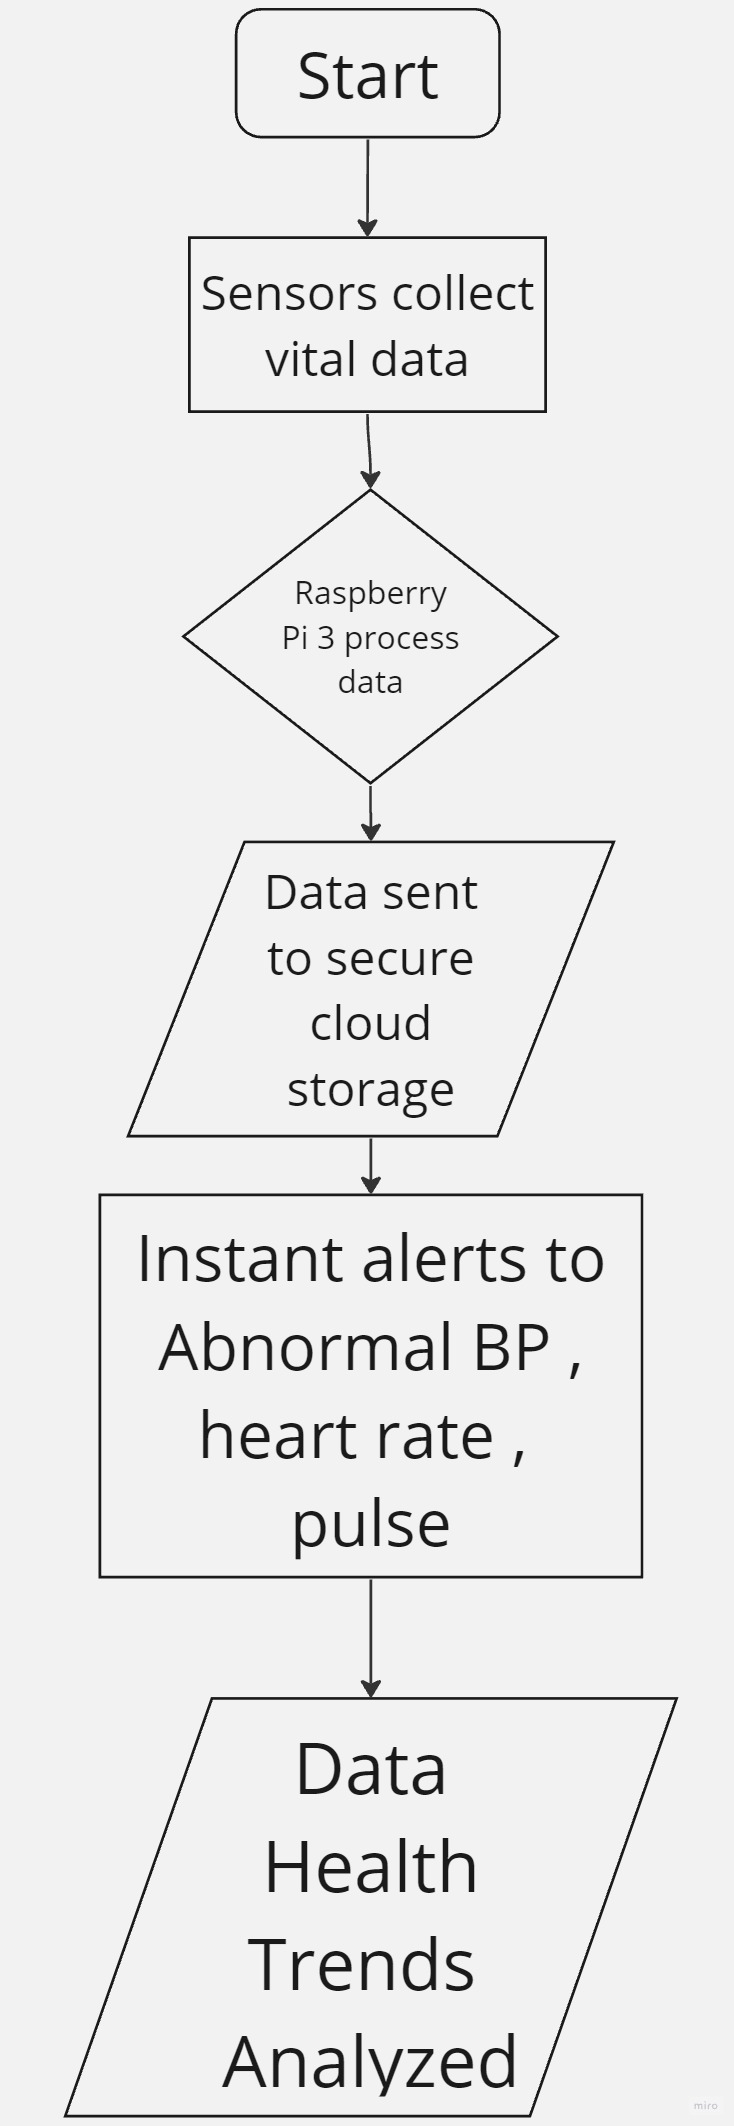 Start
Sensors collect
vital data
Raspberry
Pi 3 process
data
Data sent
to secure
cloud
storage
Instant alerts to
Abnormal BP ,
heart rate ,
pulse
Data
Health
Trends
Analyzed
miro